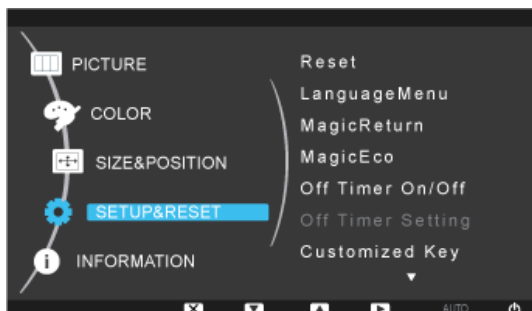 PICTURE
COLOR
SIZE&POSITION
SETUP&RESET
INFORMATION
Reset
LanguageMenu
MagicReturn
MagicEco
Off Timer On/Off
Off Timer Setting
Customized Key
AUTO